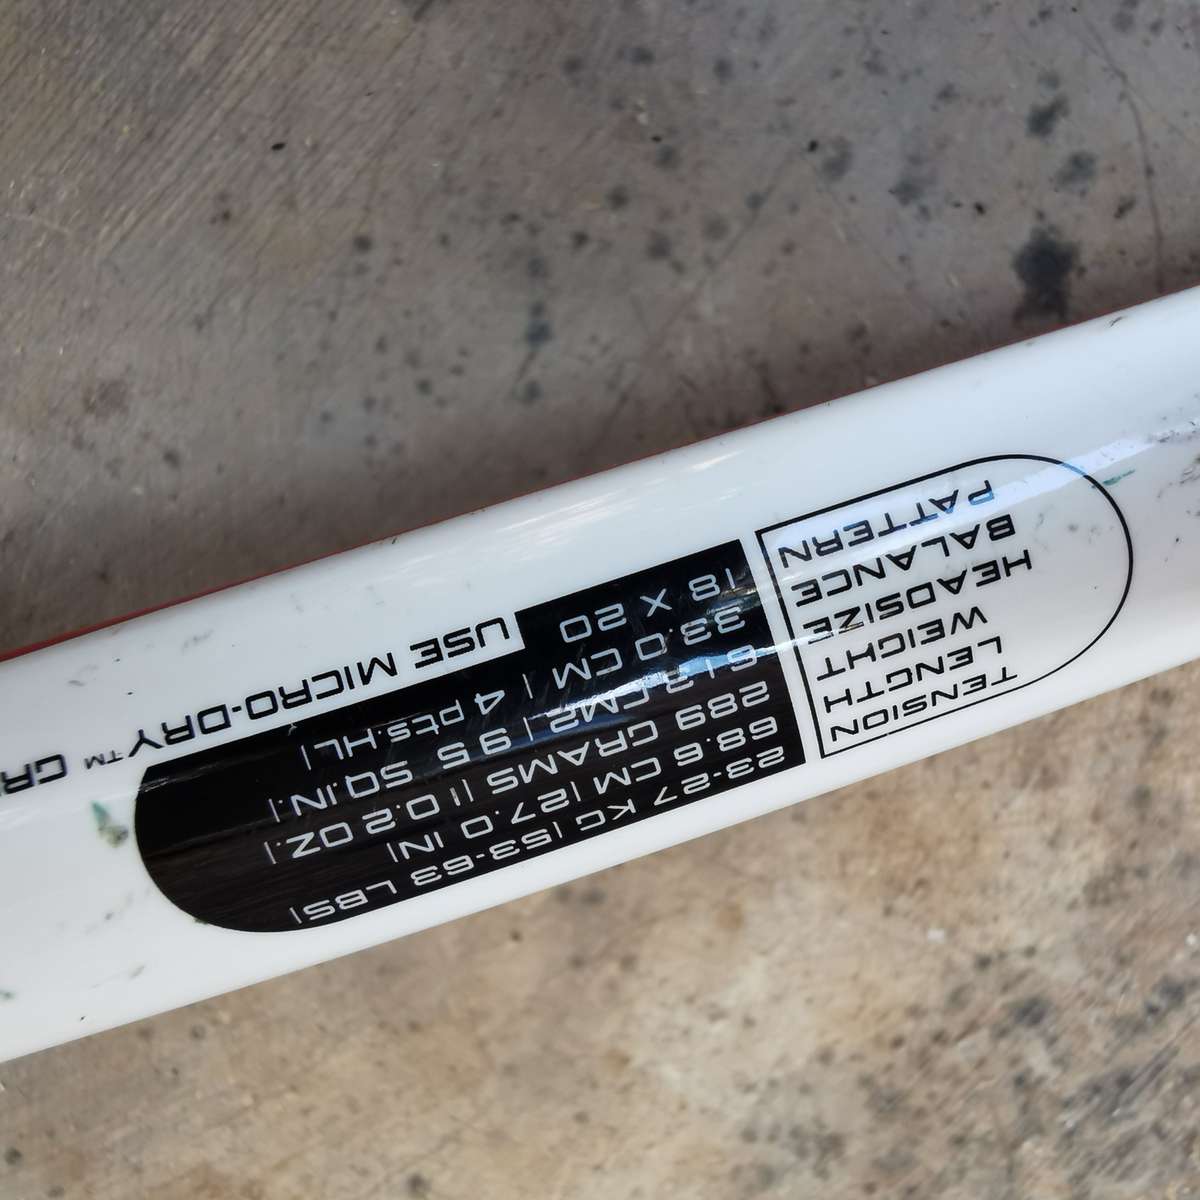 TENSION 23-27 KG |53-63 LBS|
LENGTH 68.6 CM |27.0 IN|
WEIGHT 289 GRAMS |10.2 OZ.|
HEADSIZE 613 CM2 | 95 SQ.IN.|
BALANCE 33.0 CM | 4 pts.HL|
PATTERN 18 X 20
USE MICRO-DRY™